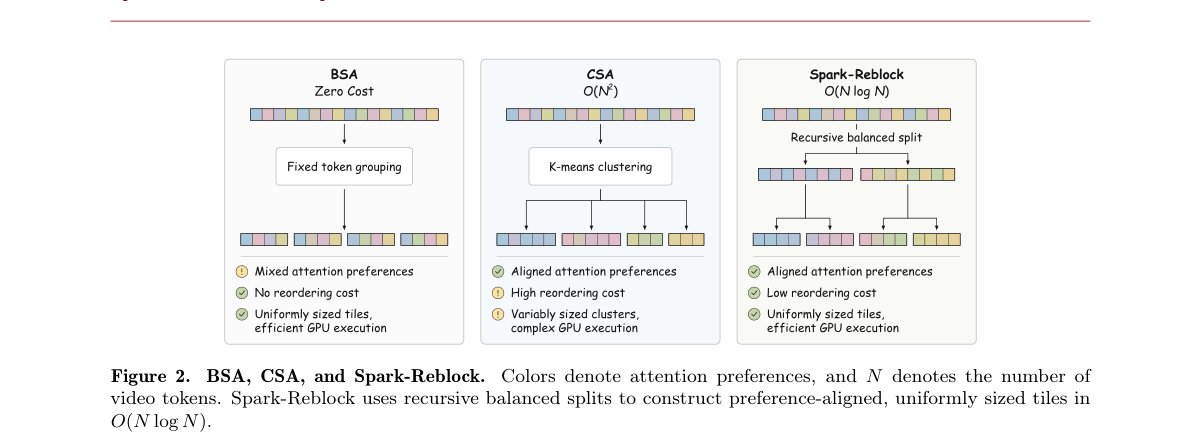 BSA
Zero Cost
Fixed token grouping
Mixed attention preferences
No reordering cost
Uniformly sized tiles,
efficient GPU execution
CSA
O(N²)
K-means clustering
Aligned attention preferences
High reordering cost
Variably sized clusters,
complex GPU execution
Spark-Reblock
O(N log N)
Recursive balanced split
Aligned attention preferences
Low reordering cost
Uniformly sized tiles,
efficient GPU execution
Figure 2. BSA, CSA, and Spark-Reblock. Colors denote attention preferences, and N denotes the number of
video tokens. Spark-Reblock uses recursive balanced splits to construct preference-aligned, uniformly sized tiles in
O(N log N).